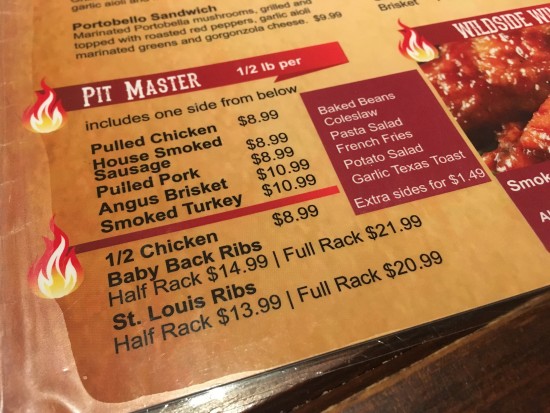 garlic aioli and
Portobello Sandwich
Marinated Portobello mushrooms, grilled and
topped with roasted red peppers, garlic aioli,
marinated greens and gorgonzola cheese. $9.99
Brisket
WILDSIDE
PIT MASTER 1/2 lb per
includes one side from below
Pulled Chicken $8.99
House Smoked
Sausage $8.99
Pulled Pork $8.99
Angus Brisket $10.99
Smoked Turkey $10.99
Baked Beans
Coleslaw
Pasta Salad
French Fries
Potato Salad
Garlic Texas Toast
Extra sides for $1.49
1/2 Chicken $8.99
Baby Back Ribs
Half Rack $14.99 | Full Rack $21.99
St. Louis Ribs
Half Rack $13.99 | Full Rack $20.99